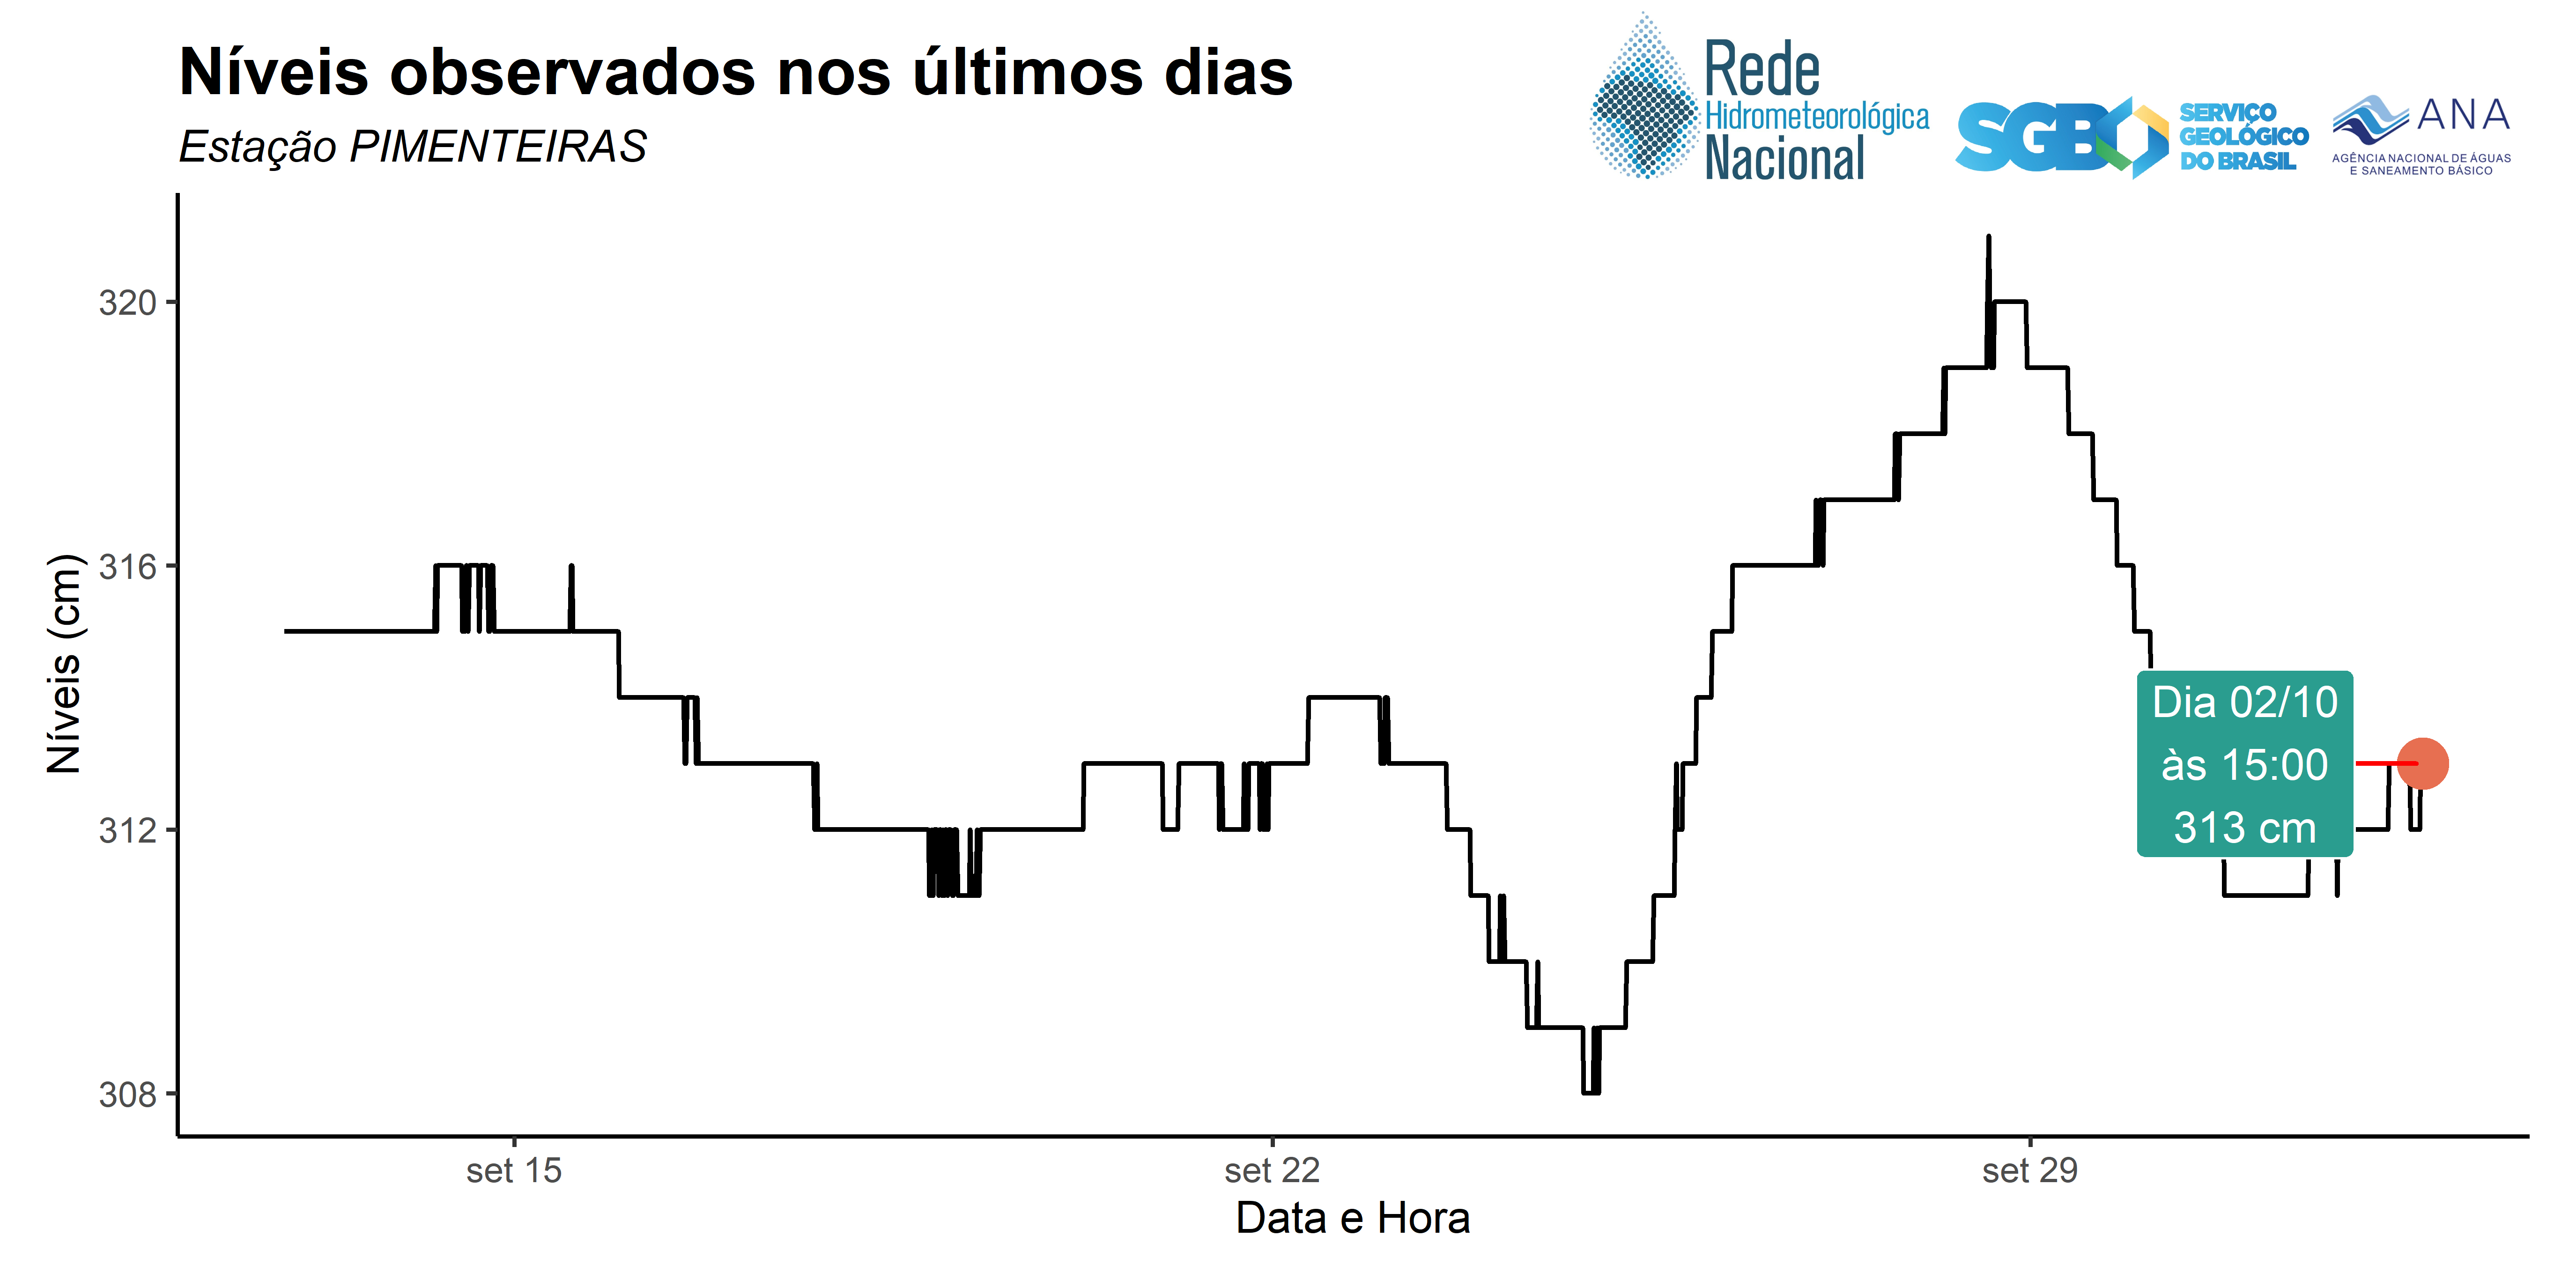 Níveis observados nos últimos dias
Estação PIMENTEIRAS
Rede
Hidrometeorológica
Nacional
SGB
SERVIÇO
GEOLÓGICO
DO BRASIL
ANA
AGÊNCIA NACIONAL DE ÁGUAS
E SANEAMENTO BÁSICO
Níveis (cm)
320
316
312
308
Dia 02/10
às 15:00
313 cm
set 15
set 22
set 29
Data e Hora